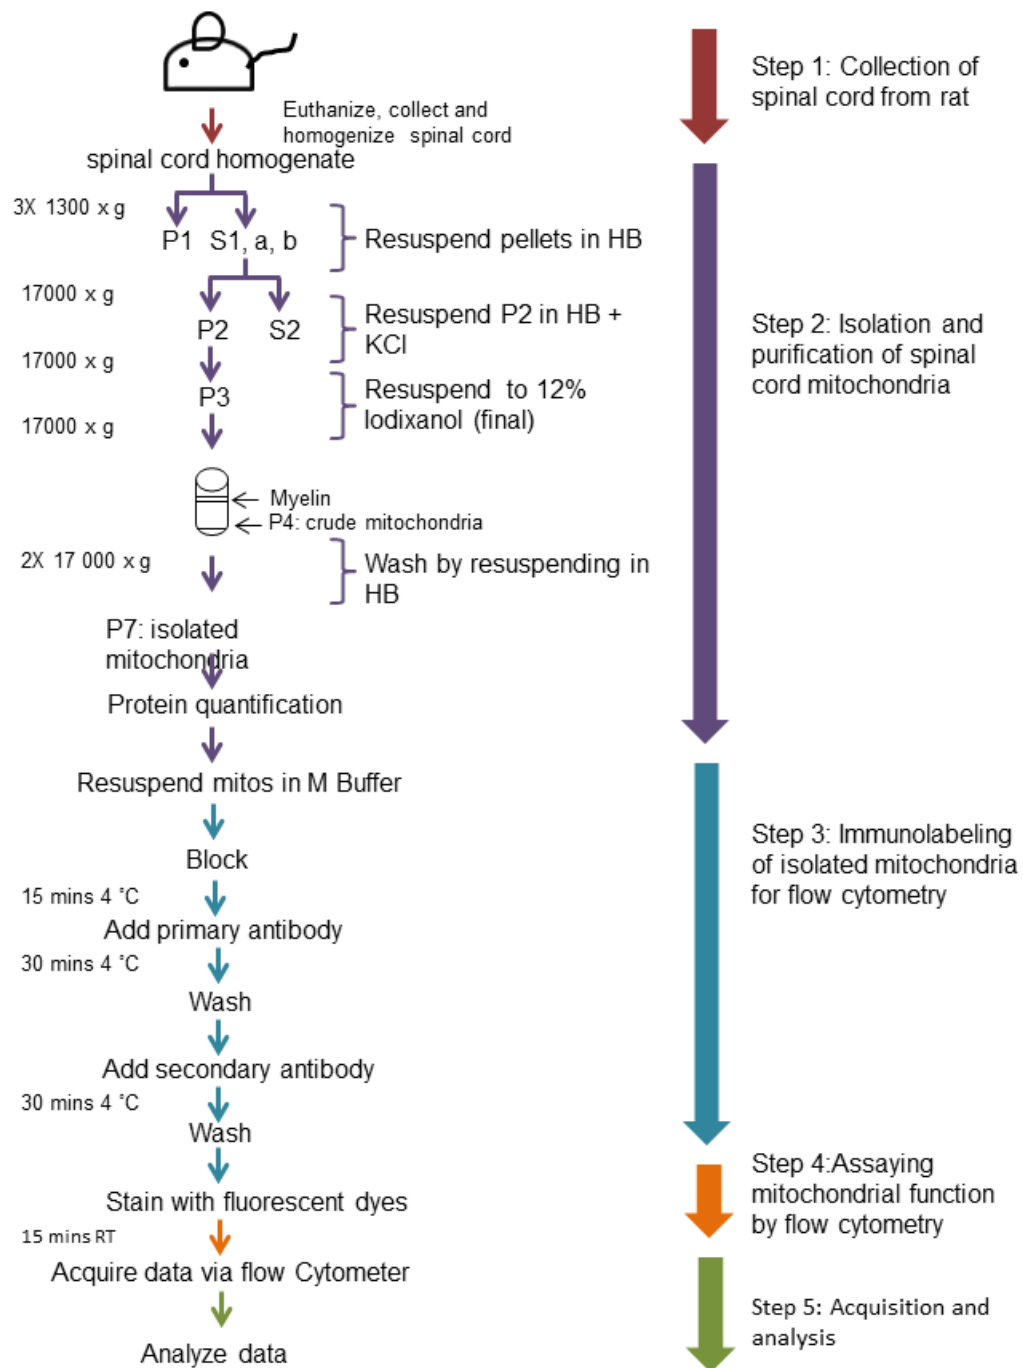 Euthanize, collect and
homogenize spinal cord
spinal cord homogenate
3X 1300 x g
P1 S1, a, b
Resuspend pellets in HB
17000 x g
P2 S2
Resuspend P2 in HB +
KCl
17000 x g
P3
Resuspend to 12%
Iodixanol (final)
17000 x g
Myelin
P4: crude mitochondria
2X 17 000 x g
Wash by resuspending in
HB
P7: isolated
mitochondria
Protein quantification
Resuspend mitos in M Buffer
Block
15 mins 4 °C
Add primary antibody
30 mins 4 °C
Wash
Add secondary antibody
30 mins 4 °C
Wash
Stain with fluorescent dyes
15 mins RT
Acquire data via flow Cytometer
Analyze data
Step 1: Collection of
spinal cord from rat
Step 2: Isolation and
purification of spinal
cord mitochondria
Step 3: Immunolabeling
of isolated mitochondria
for flow cytometry
Step 4:Assaying
mitochondrial function
by flow cytometry
Step 5: Acquisition and
analysis